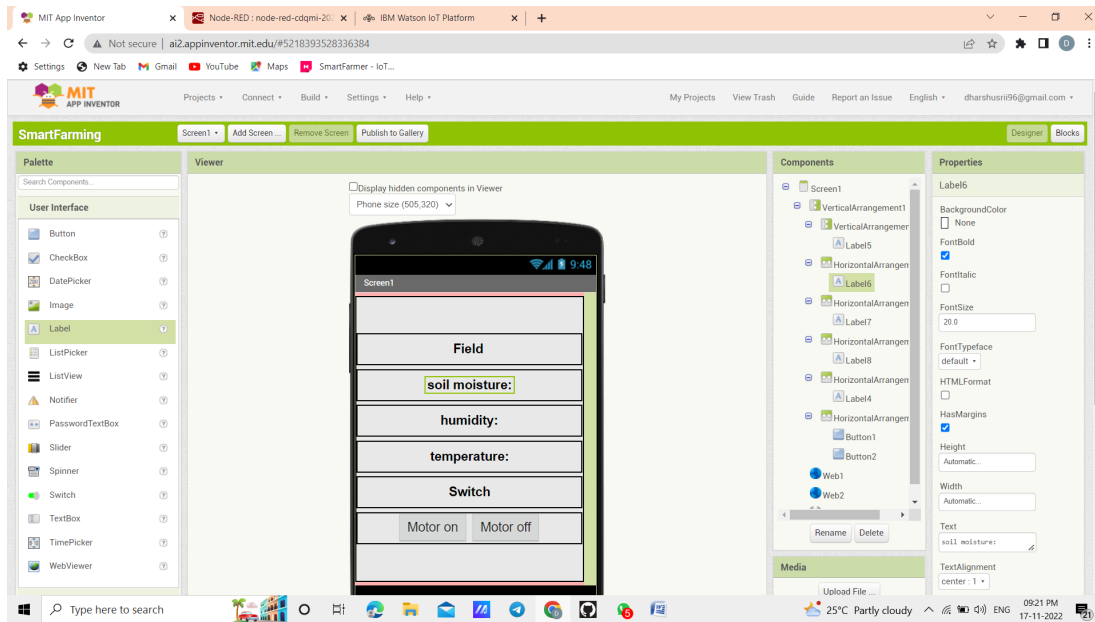 MIT App Inventor
Node-RED : node-red-cdqmi-202
IBM Watson IoT Platform
Not secure | ai2.appinventor.mit.edu/#5218393528336384
D
Settings New Tab Gmail YouTube Maps SmartFarmer - IoT...
MIT
APP INVENTOR
Projects Connect Build Settings Help My Projects View Trash Guide Report an Issue English dharshusrii96@gmail.com
SmartFarming Screen1 Add Screen ... Remove Screen Publish to Gallery Designer Blocks
Palette
Search Components...
User Interface
Button
CheckBox
DatePicker
Image
Label
ListPicker
ListView
Notifier
PasswordTextBox
Slider
Spinner
Switch
TextBox
TimePicker
WebViewer
Viewer
Display hidden components in Viewer
Phone size (505,320)
9:48
Screen1
Field
soil moisture:
humidity:
temperature:
Switch
Motor on Motor off
Components
Screen1
VerticalArrangement1
VerticalArrangemer
Label5
HorizontalArrangem
Label6
HorizontalArrangem
Label7
HorizontalArrangem
Label8
HorizontalArrangem
Label4
HorizontalArrangem
Button1
Button2
Web1
Web2
Rename Delete
Media
Upload File ...
Properties
Label6
BackgroundColor
None
FontBold
FontItalic
FontSize
20.0
FontTypeface
default
HTMLFormat
HasMargins
Height
Automatic...
Width
Automatic...
Text
soil moisture:
TextAlignment
center : 1
Type here to search
25°C Partly cloudy
ENG
09:21 PM
17-11-2022
21